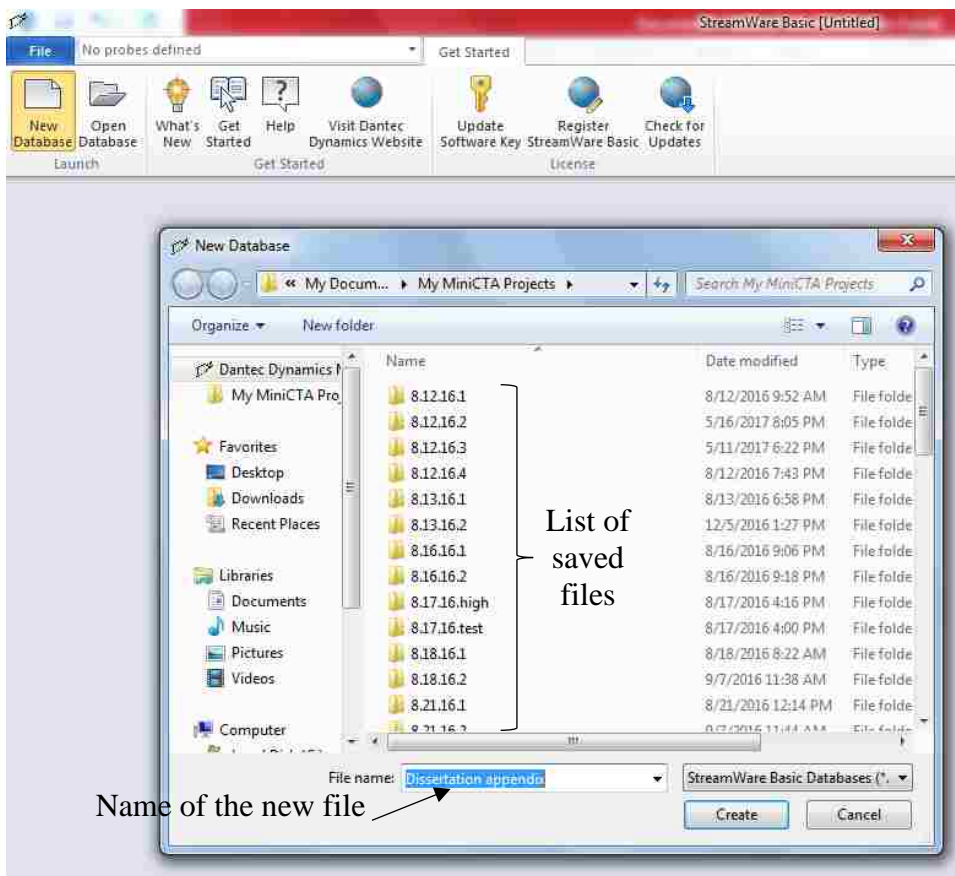 StreamWare Basic [Untitled]
File No probes defined Get Started
New Database Open Database What's New Get Started Help Visit Dantec Dynamics Website Update Software Key Register StreamWare Basic Check for Updates
Launch Get Started License
New Database
« My Docum... My MiniCTA Projects Search My MiniCTA Projects
Organize New folder
Name Date modified Type
Dantec Dynamics
My MiniCTA Pro
Favorites
Desktop
Downloads
Recent Places
Libraries
Documents
Music
Pictures
Videos
Computer
8.12.16.1 8/12/2016 9:52 AM File folde
8.12.16.2 5/16/2017 8:05 PM File folde
8.12.16.3 5/11/2017 6:22 PM File folde
8.12.16.4 8/12/2016 7:43 PM File folde
8.13.16.1 8/13/2016 6:58 PM File folde
8.13.16.2 12/5/2016 1:27 PM File folde
8.16.16.1 8/16/2016 9:06 PM File folde
8.16.16.2 8/16/2016 9:18 PM File folde
8.17.16.high 8/17/2016 4:16 PM File folde
8.17.16.test 8/17/2016 4:00 PM File folde
8.18.16.1 8/18/2016 8:22 AM File folde
8.18.16.2 9/7/2016 11:38 AM File folde
8.21.16.1 8/21/2016 12:14 PM File folde
8.21.16.2 9/7/2016 11:44 AM File folde
List of
saved
files
File name: Dissertation appendix StreamWare Basic Databases (*.
Name of the new file
Create Cancel